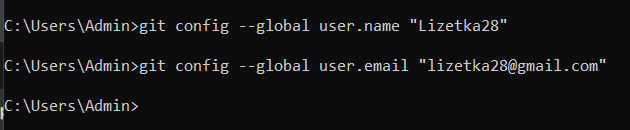 C:\Users\Admin>git config --global user.name "Lizetka28"
C:\Users\Admin>git config --global user.email "lizetka28@gmail.com"
C:\Users\Admin>